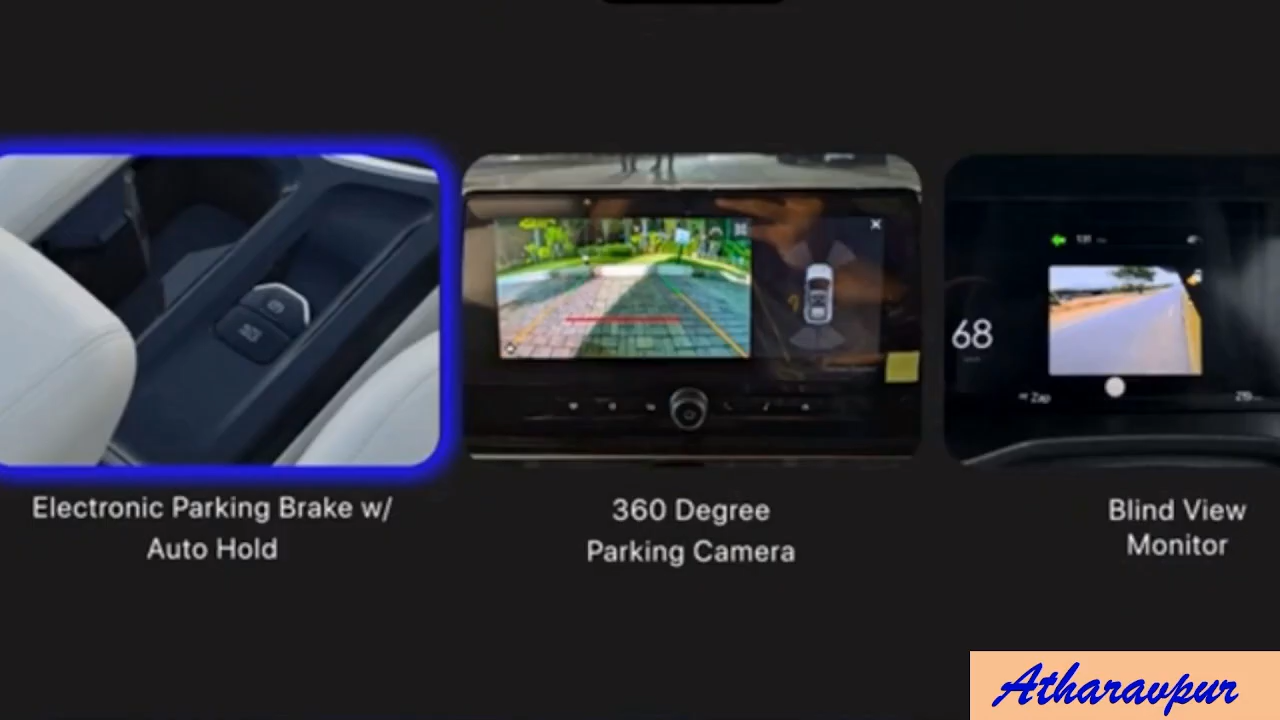 68
Electronic Parking Brake w/
Auto Hold
360 Degree
Parking Camera
Blind View
Monitor
Atharavpur